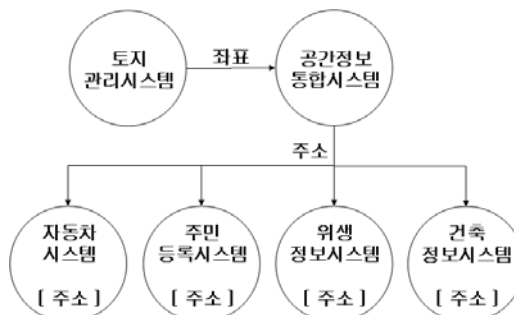 토지
관리시스템
좌표
공간정보
통합시스템
주소
자동차
시스템
[ 주소 ]
주민
등록시스템
[ 주소 ]
위생
정보시스템
[ 주소 ]
건축
정보시스템
[ 주소 ]